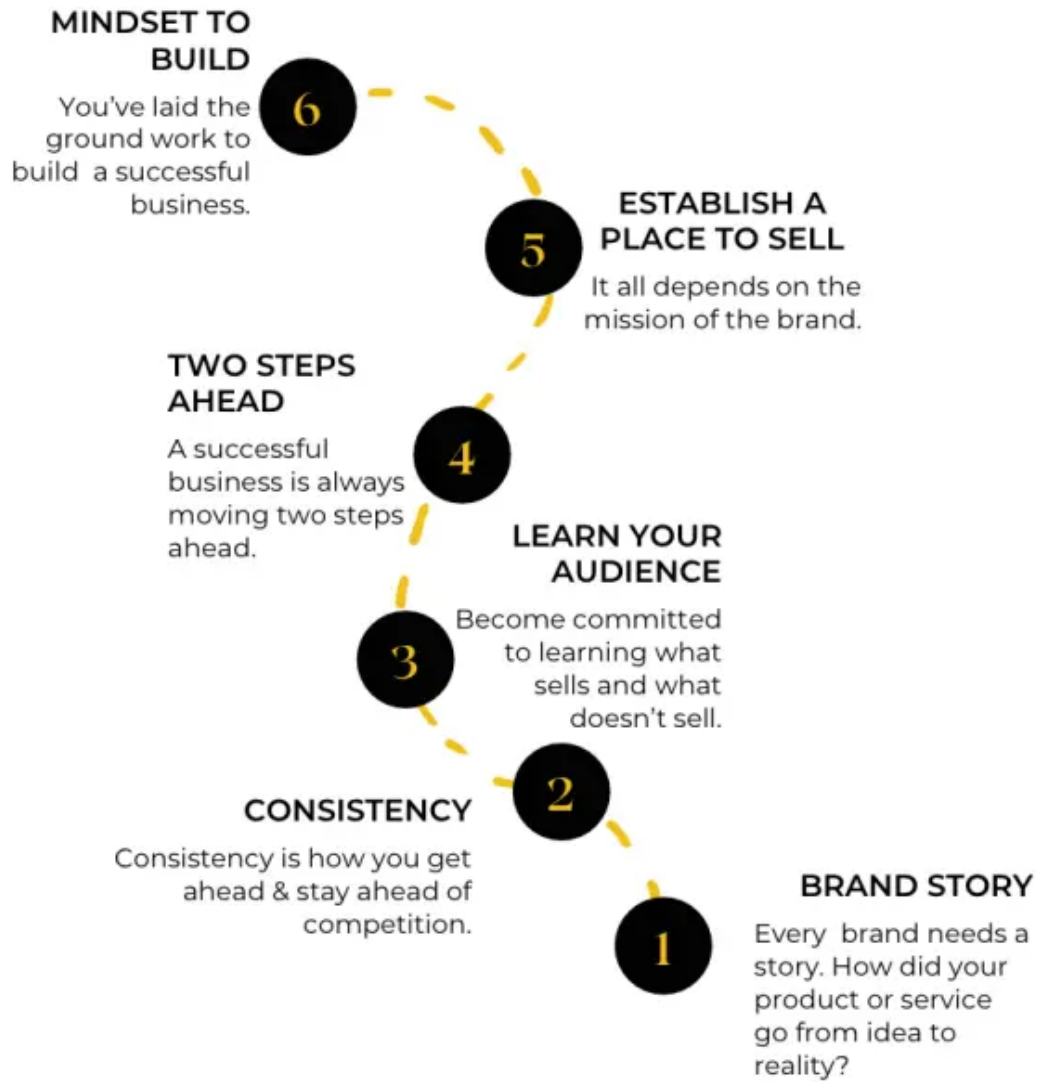 MINDSET TO
BUILD
You’ve laid the
ground work to
build  a successful
business.
6
5
ESTABLISH A
PLACE TO SELL
It all depends on the
mission of the brand.
TWO STEPS
AHEAD
A successful
business is always
moving two steps
ahead.
4
LEARN YOUR
AUDIENCE
Become committed
to learning what
sells and what
doesn’t sell.
3
2
CONSISTENCY
Consistency is how you get
ahead & stay ahead of
competition.
BRAND STORY
Every  brand needs a
story. How did your
product or service
go from idea to
reality?
1